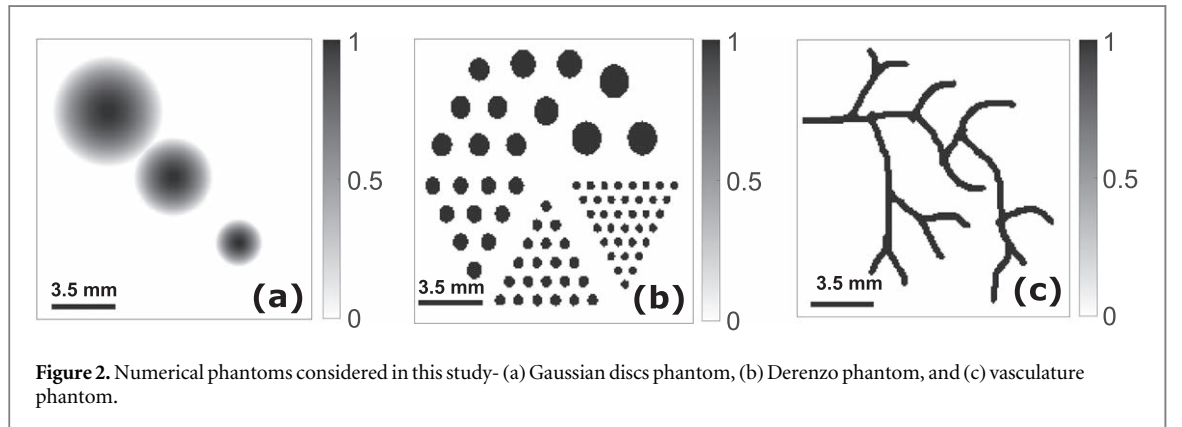 1
0.5
0
3.5 mm
(a)
1
0.5
0
3.5 mm
(b)
1
0.5
0
3.5 mm
(c)
Figure 2. Numerical phantoms considered in this study- (a) Gaussian discs phantom, (b) Derenzo phantom, and (c) vasculature
phantom.